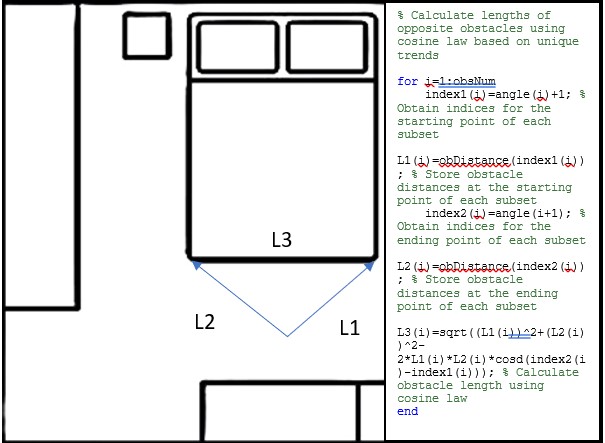 L3
L2
L1
% Calculate lengths of
opposite obstacles using
cosine law based on unique
trends
for i=1:obsNum
index1(i)=angle(i)+1; %
Obtain indices for the
starting point of each
subset
L1(i)=obDistance(index1(i))
; % Store obstacle
distances at the starting
point of each subset
index2(i)=angle(i+1); %
Obtain indices for the
ending point of each subset
L2(i)=obDistance(index2(i))
; % Store obstacle
distances at the ending
point of each subset
L3(i)=sqrt((L1(i))^2+(L2(i)
)^2-
2*L1(i)*L2(i)*cosd(index2(i
)-index1(i))); % Calculate
obstacle length using
cosine law
end